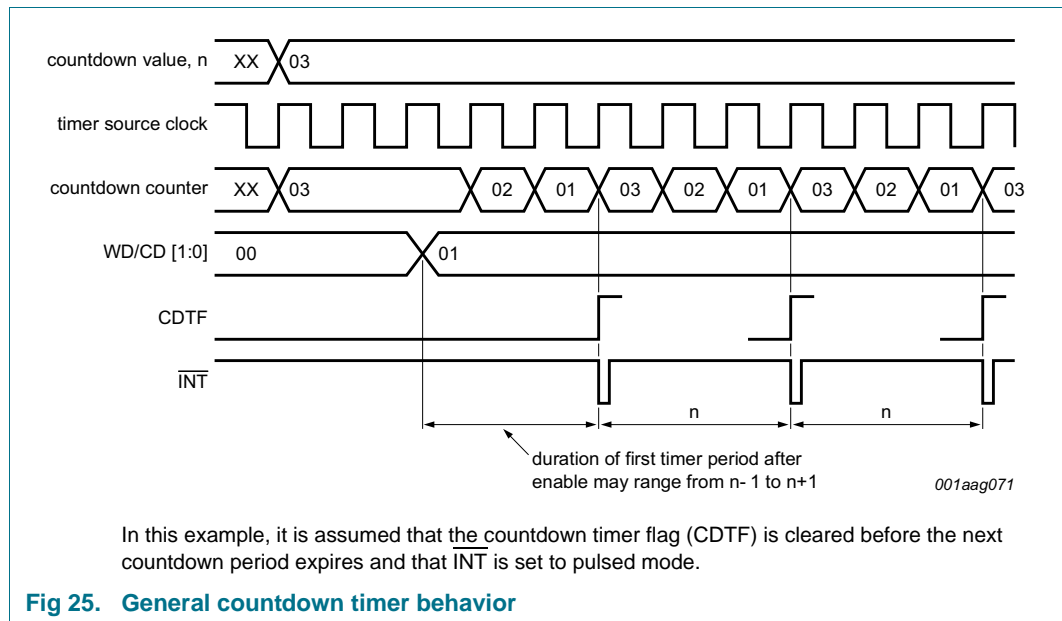 countdown value, n XX 03
timer source clock
countdown counter XX 03 02 01 03 02 01 03 02 01 03
WD/CD [1:0] 00 01
CDTF
INT
n n
duration of first timer period after
enable may range from n- 1 to n+1
001aag071
In this example, it is assumed that the countdown timer flag (CDTF) is cleared before the next
countdown period expires and that INT is set to pulsed mode.
Fig 25. General countdown timer behavior